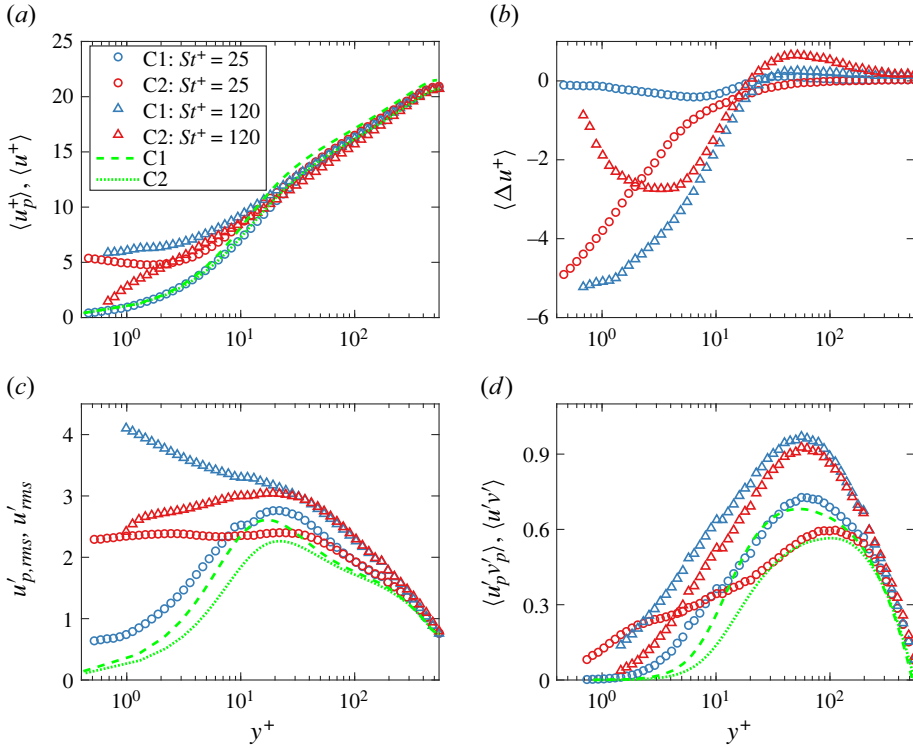 (a)
25
20
15
10
5
0
⟨u_p^+⟩, ⟨u^+⟩
C1: St^+ = 25
C2: St^+ = 25
C1: St^+ = 120
C2: St^+ = 120
C1
C2
10^0
10^1
10^2
(b)
0
−2
−4
−6
⟨Δu^+⟩
10^0
10^1
10^2
(c)
4
3
2
1
0
u′_{p,rms}, u′_{rms}
10^0
10^1
10^2
y^+
(d)
0.9
0.6
0.3
0
⟨u′_p v′_p⟩, ⟨u′v′⟩
10^0
10^1
10^2
y^+